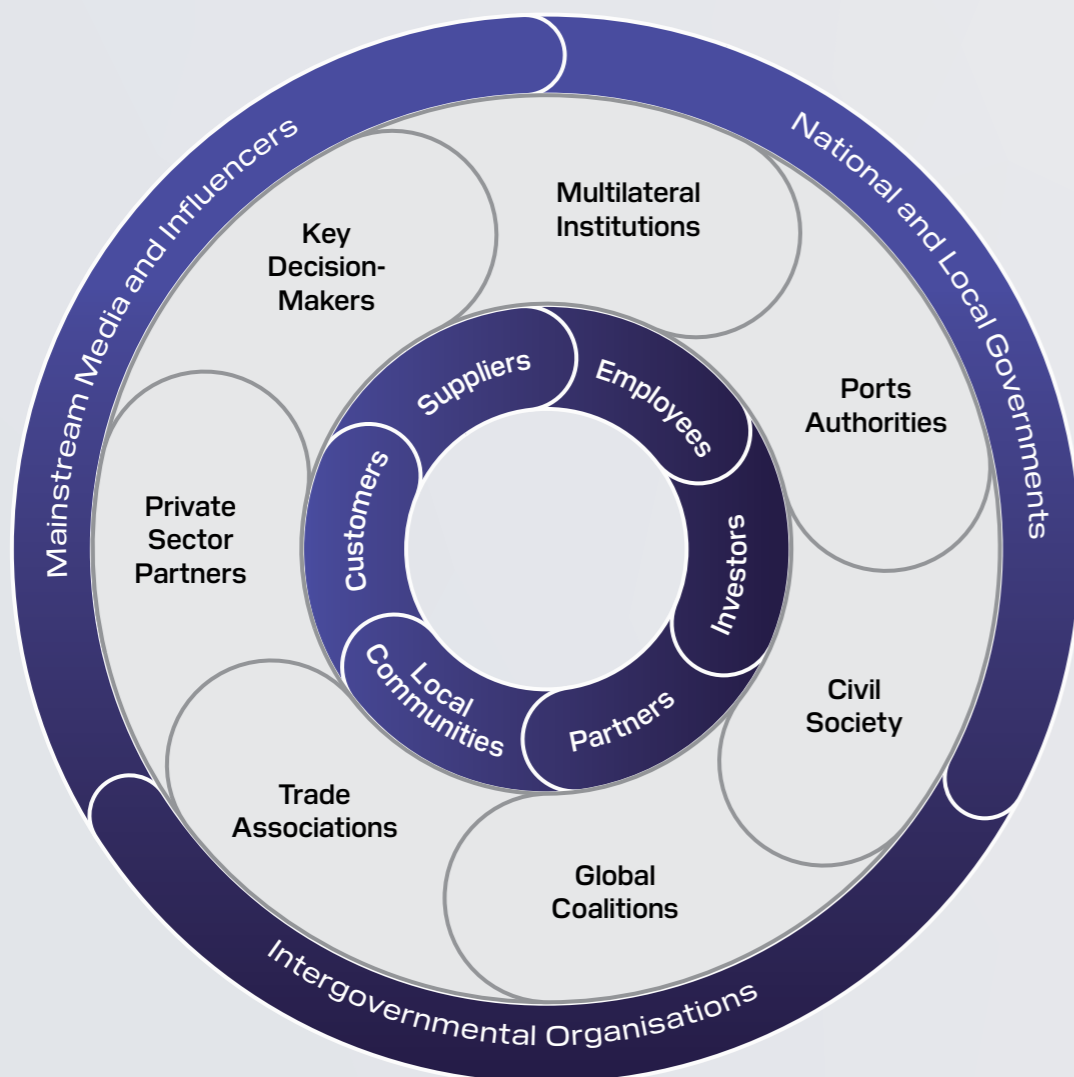 Mainstream Media and Influencers
National and Local Governments
Intergovernmental Organisations
Key
Decision-
Makers
Multilateral
Institutions
Ports
Authorities
Civil
Society
Global
Coalitions
Trade
Associations
Private
Sector
Partners
Suppliers
Employees
Investors
Partners
Local
Communities
Customers